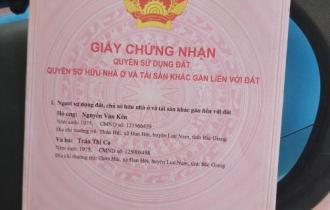 GIẤY CHỨNG NHẬN
QUYỀN SỬ DỤNG ĐẤT
QUYỀN SỞ HỮU NHÀ Ở VÀ TÀI SẢN KHÁC GẮN LIỀN VỚI ĐẤT
I. Người sử dụng đất, chủ sở hữu nhà ở và tài sản khác gắn liền với đất
Hộ ông: Nguyễn Văn
Năm sinh: 1975, CMND số:
Địa chỉ thường trú: xã Đan Hội, huyện Lục Nam, tỉnh Bắc Giang
Và bà: Trần Thị
Năm sinh: CMND số:
Địa chỉ thường trú: xã Đan Hội, huyện Lục Nam, tỉnh Bắc Giang